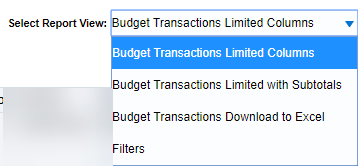 Select Report View: Budget Transactions Limited Columns
Budget Transactions Limited Columns
Budget Transactions Limited with Subtotals
Budget Transactions Download to Excel
Filters